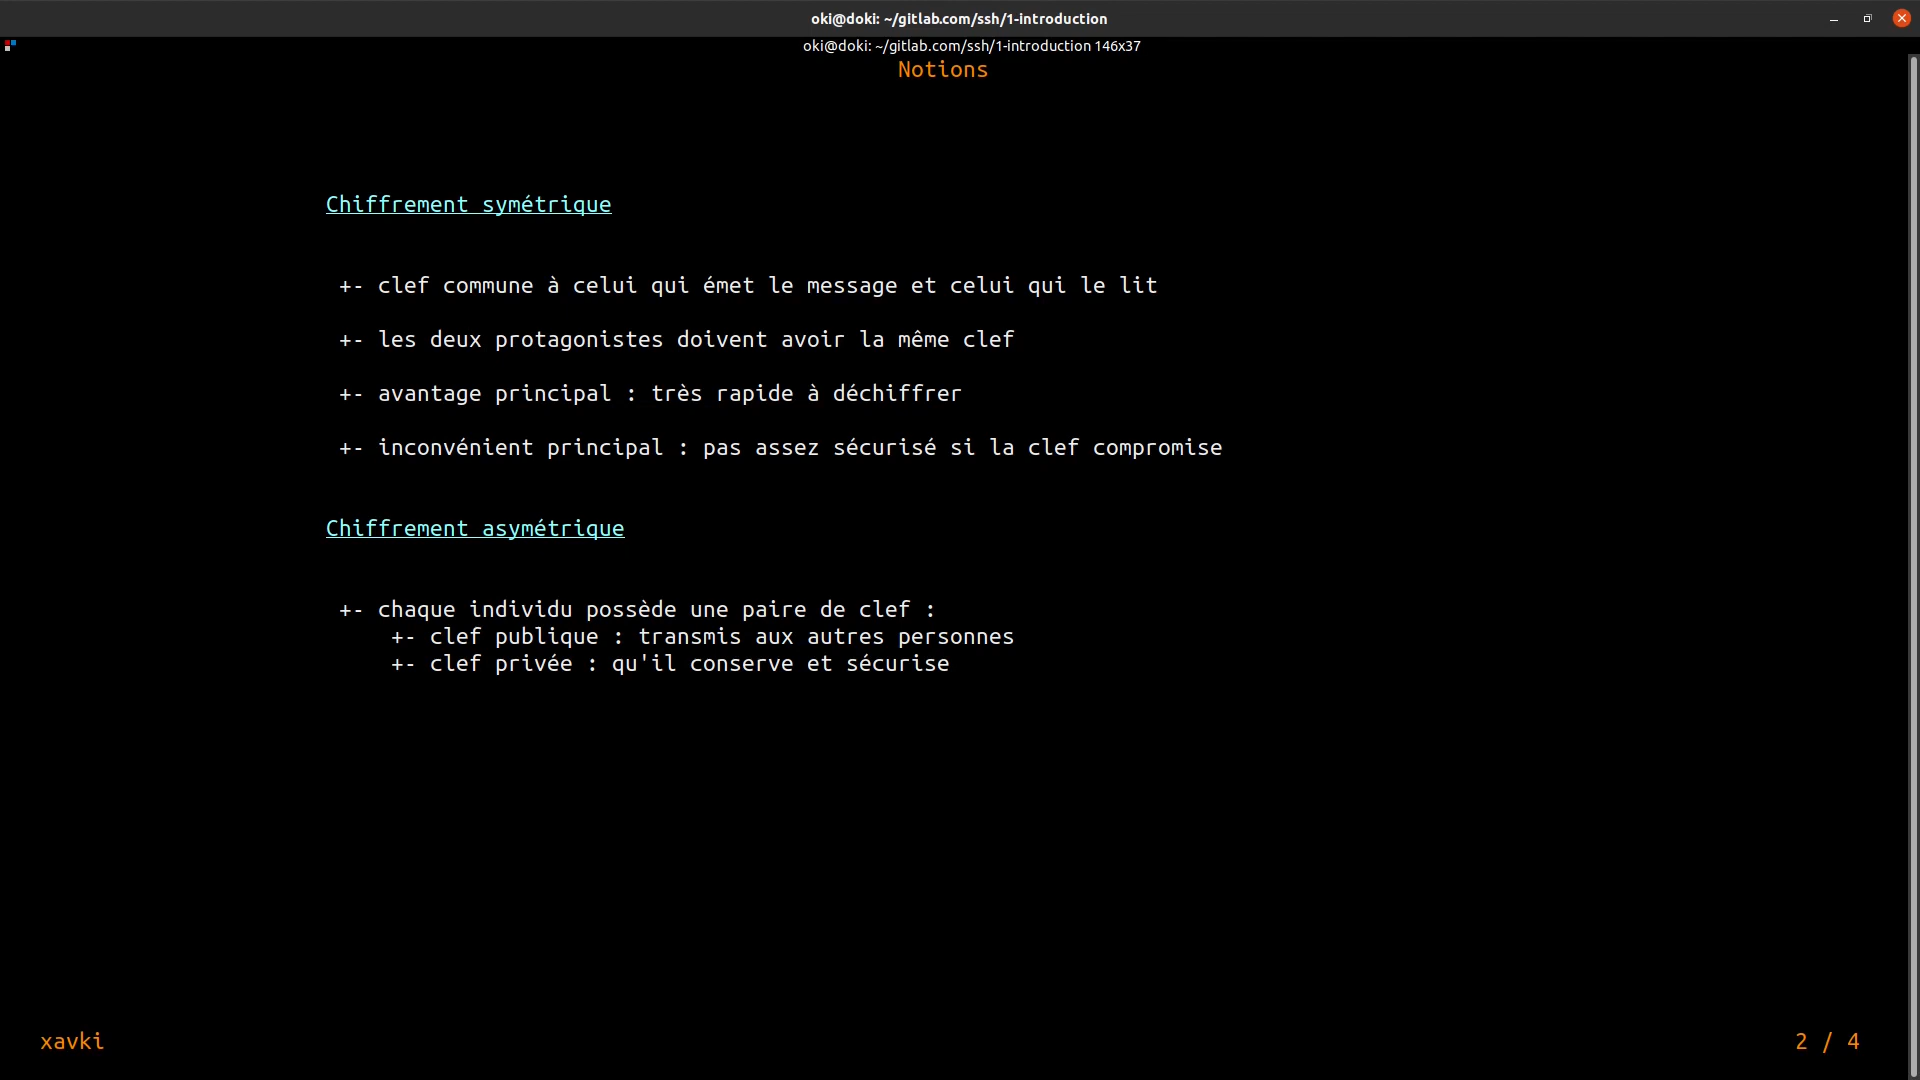 oki@doki: ~/gitlab.com/ssh/1-introduction
oki@doki: ~/gitlab.com/ssh/1-introduction 146x37
Notions
Chiffrement symétrique
+- clef commune à celui qui émet le message et celui qui le lit
+- les deux protagonistes doivent avoir la même clef
+- avantage principal : très rapide à déchiffrer
+- inconvénient principal : pas assez sécurisé si la clef compromise
Chiffrement asymétrique
+- chaque individu possède une paire de clef :
+- clef publique : transmis aux autres personnes
+- clef privée : qu'il conserve et sécurise
xavki
2 / 4